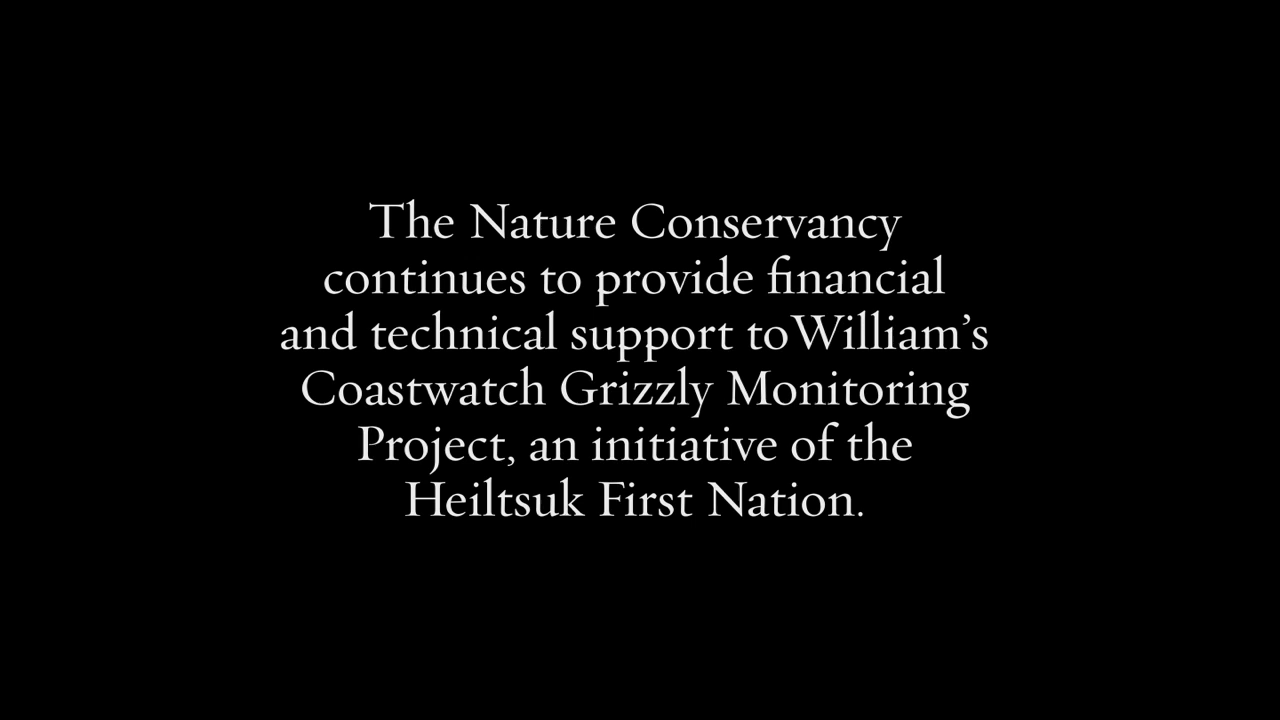 The Nature Conservancy
continues to provide financial
and technical support toWilliam’s
Coastwatch Grizzly Monitoring
Project, an initiative of the
Heiltsuk First Nation.